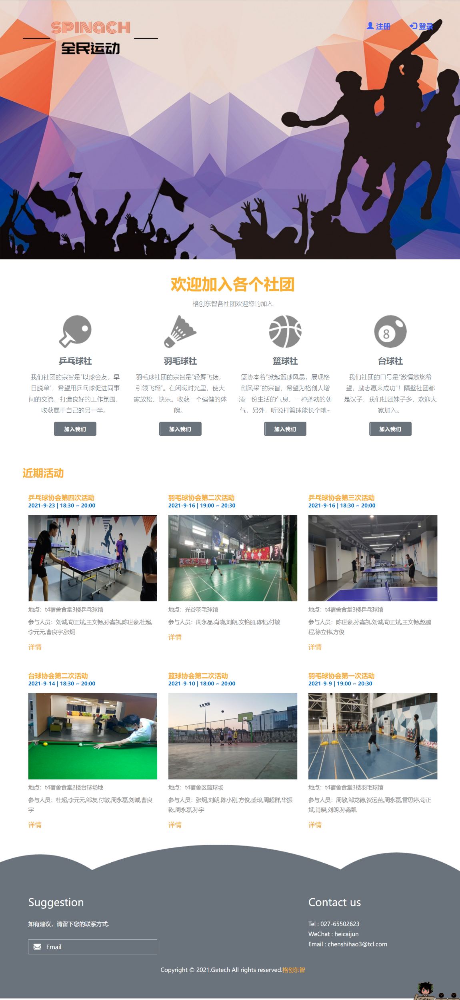 SPINACH
全民运动
注册
登录
欢迎加入各个社团
格创东智各社团欢迎您的加入
乒乓球社
我们社团的宗旨是“以球会友，早
日脱单”，希望用乒乓球促进同事
间的交流，打造良好的工作氛围，
收获属于自己的另一半。
加入我们
羽毛球社
羽毛球社团的宗旨是“轻舞飞扬，
引领飞翔”。在闲暇时光里，使大
家放松、快乐。收获一个强健的体
魄。
加入我们
篮球社
篮协本着“掀起篮球风暴，展现格
创风采”的宗旨，希望为格创人增
添一份生活的气息、一种蓬勃的朝
气，另外，听说打篮球能长个哦~
加入我们
8
台球社
我们社团的口号是"激情燃烧希
望，励志赢来成功"！隔壁社团都
是汉子，我们社团妹子多，欢迎大
家加入。
加入我们
近期活动
乒乓球协会第四次活动
2021-9-23 | 18:30 ~ 20:00
地点：t4宿舍食堂3楼乒乓球馆
参与人员：刘诚,苟正斌,王文畅,孙鑫凯,陈世豪,杜超,
李元元,曹良宇,张炯
详情
羽毛球协会第二次活动
2021-9-16 | 19:00 ~ 20:30
地点：光谷羽毛球馆
参与人员：周永磊,肖晓,刘朗,安艳丽,陈韬,付敏
详情
乒乓球协会第三次活动
2021-9-16 | 18:30 ~ 20:00
地点：t4宿舍食堂3楼乒乓球馆
参与人员：陈世豪,孙鑫凯,刘诚,苟正斌,王文畅,赵鹏
程,徐立伟,方俊
详情
台球协会第二次活动
2021-9-14 | 18:30 ~ 20:00
地点：t4宿舍食堂2楼台球场地
参与人员：杜超,李元元,邹友,付敏,周永磊,刘诚,曹良
宇
详情
篮球协会第二次活动
2021-9-10 | 18:00 ~ 20:00
地点：t4宿舍区篮球场
参与人员：张炯,刘朗,陈小刚,方俊,盛琅,周超群,华振
乾,周永磊,孙宇
详情
羽毛球协会第一次活动
2021-9-9 | 19:00 ~ 20:30
地点：t4宿舍食堂3楼羽毛球馆
参与人员：周敬,邹龙德,贺远苗,周永磊,雷思婷,苟正
斌,肖晓,刘朗,孙鑫凯
详情
Suggestion
如有建议，请留下您的联系方式.
Email
Contact us
Tel : 027-65502623
WeChat : heicaijun
Email : chenshihao3@tcl.com
Copyright © 2021.Getech All rights reserved.格创东智